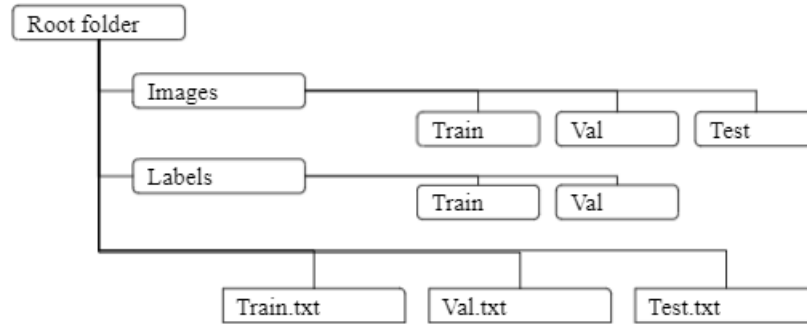 Root folder
Images
Train Val Test
Labels
Train Val
Train.txt Val.txt Test.txt